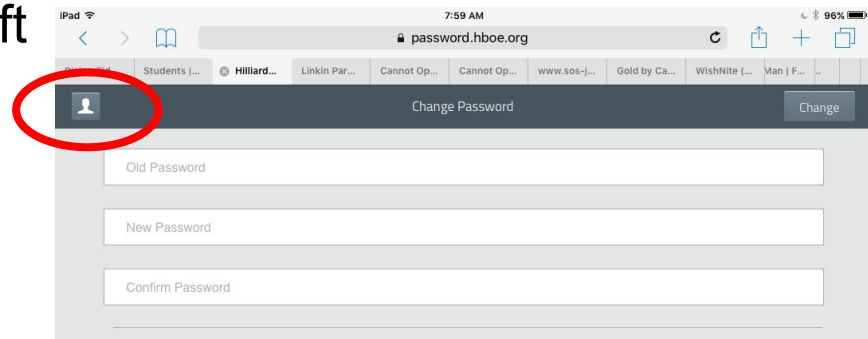 ft
iPad 7:59 AM 96%
password.hboe.org
Students |... Hilliard... Linkin Par... Cannot Op... Cannot Op... www.sos-j... Gold by Ca... WishNite (... Man | F... ..
Change Password Change
Old Password
New Password
Confirm Password